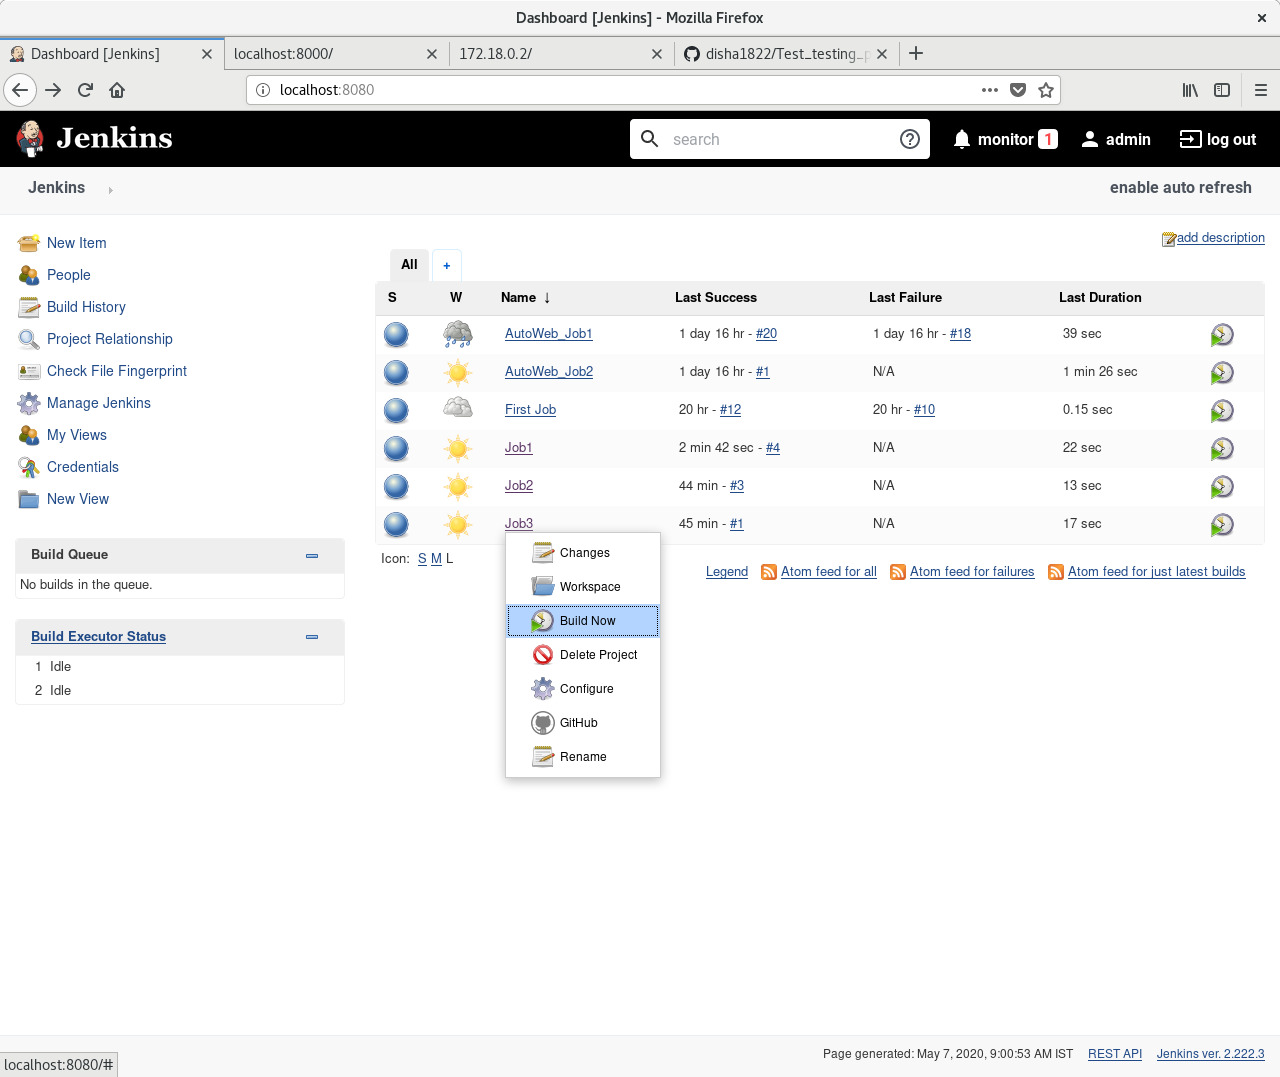 Dashboard [Jenkins] - Mozilla Firefox
Dashboard [Jenkins] localhost:8000/ 172.18.0.2/ disha1822/Test_testing_p
localhost:8080
Jenkins search monitor 1 admin log out
Jenkins enable auto refresh
add description
New Item
People
Build History
Project Relationship
Check File Fingerprint
Manage Jenkins
My Views
Credentials
New View
Build Queue
No builds in the queue.
Build Executor Status
1 Idle
2 Idle
All +
S W Name ↓ Last Success Last Failure Last Duration
AutoWeb_Job1 1 day 16 hr - #20 1 day 16 hr - #18 39 sec
AutoWeb_Job2 1 day 16 hr - #1 N/A 1 min 26 sec
First Job 20 hr - #12 20 hr - #10 0.15 sec
Job1 2 min 42 sec - #4 N/A 22 sec
Job2 44 min - #3 N/A 13 sec
Job3 45 min - #1 N/A 17 sec
Icon: S M L
Legend Atom feed for all Atom feed for failures Atom feed for just latest builds
Changes
Workspace
Build Now
Delete Project
Configure
GitHub
Rename
Page generated: May 7, 2020, 9:00:53 AM IST REST API Jenkins ver. 2.222.3
localhost:8080/#